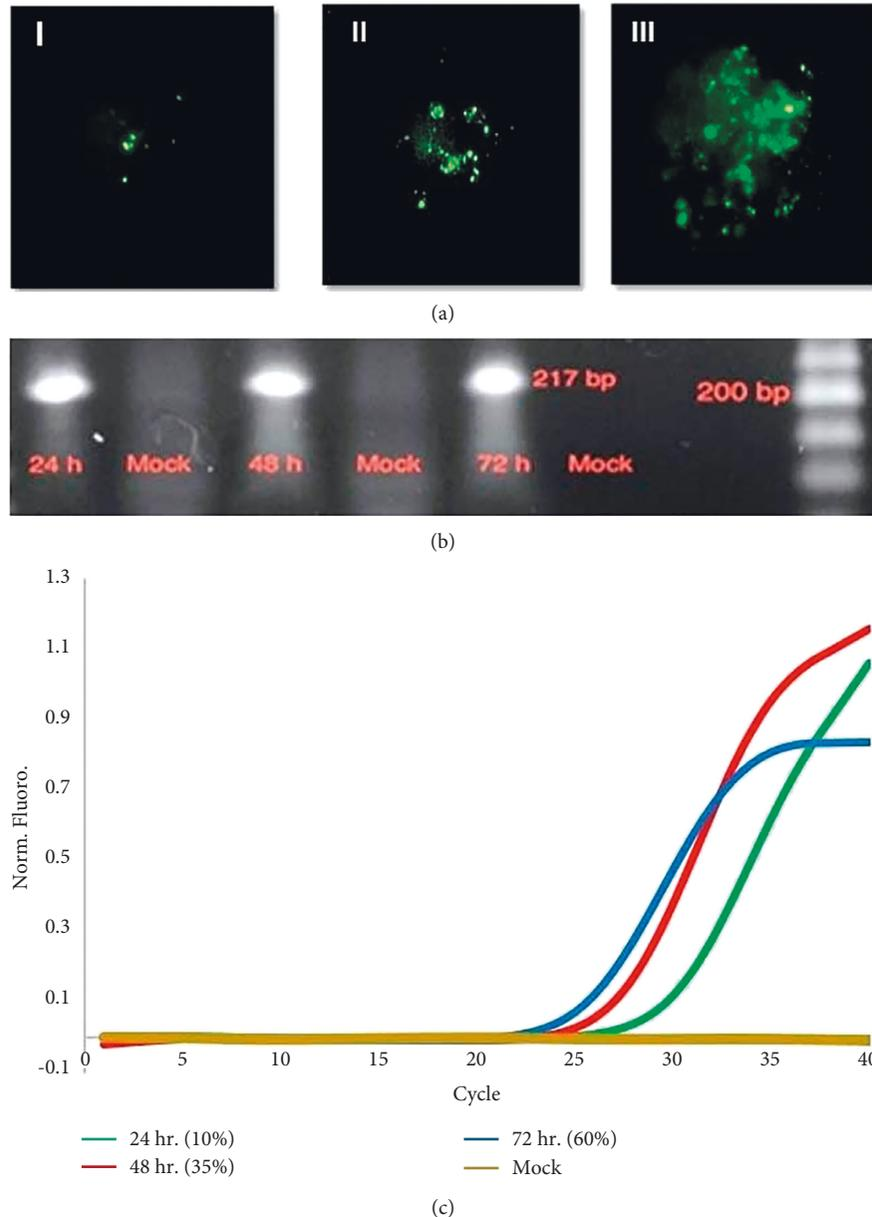 I II III
(a)
217 bp 200 bp
24 h Mock 48 h Mock 72 h Mock
(b)
1.3
1.1
0.9
0.7
0.5
0.3
0.1
-0.1
Norm. Fluoro.
0 5 10 15 20 25 30 35 40
Cycle
24 hr. (10%) 72 hr. (60%)
48 hr. (35%) Mock
(c)